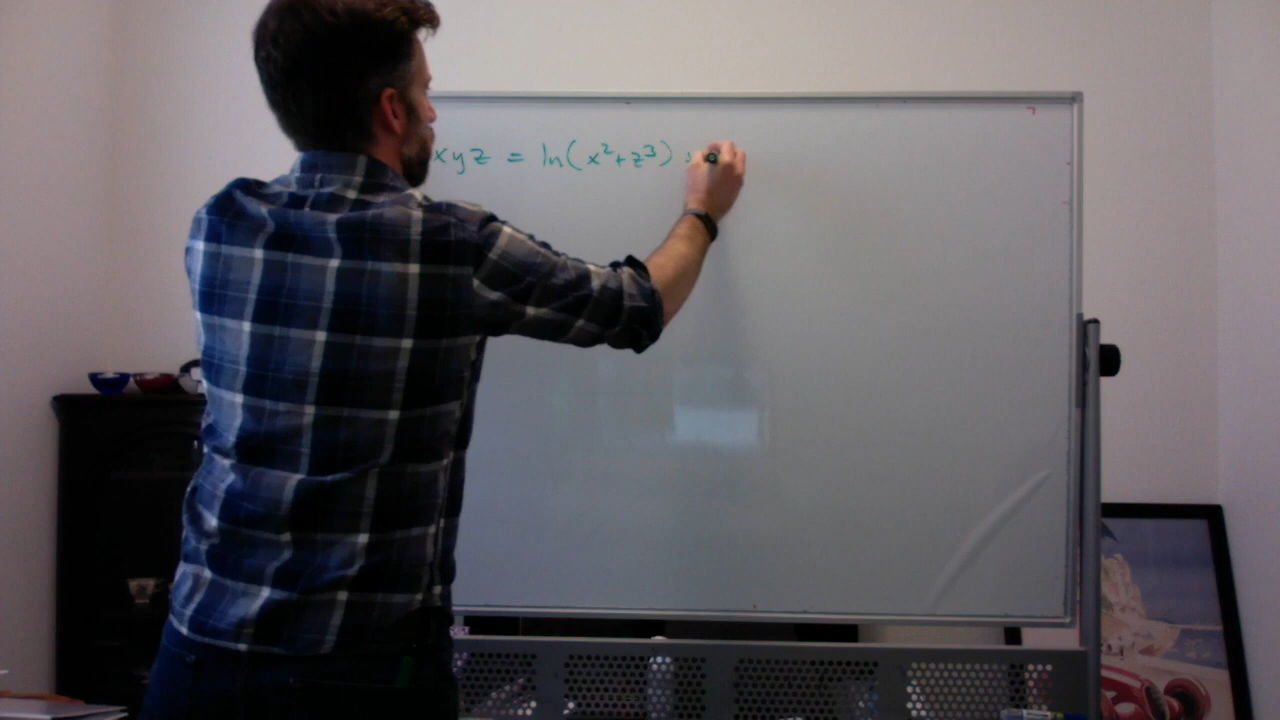 xyz = ln(x²+z³)